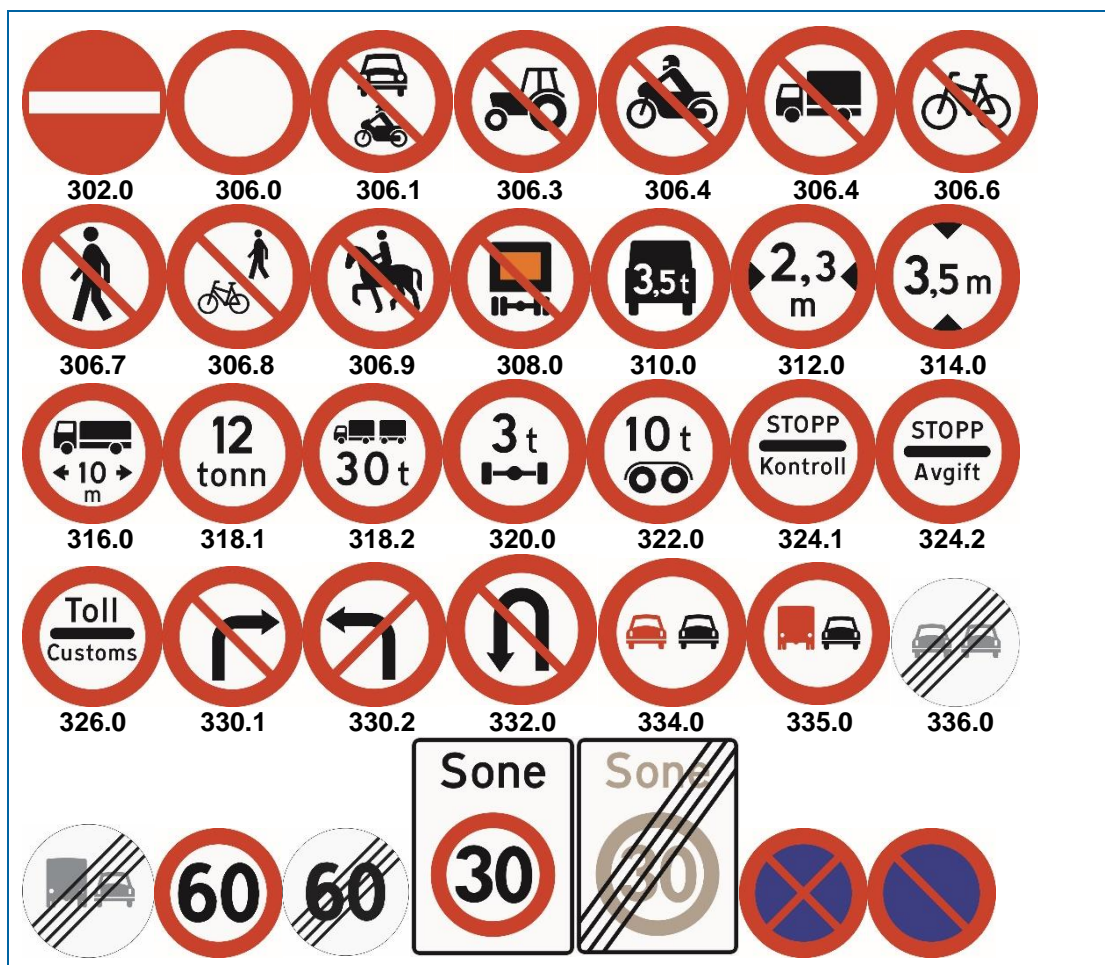 302.0 306.0 306.1 306.3 306.4 306.4 306.6
3,5t
2,3
m
3,5 m
306.7 306.8 306.9 308.0 310.0 312.0 314.0
10
m
12
tonn
30 t
3 t
10 t
STOPP
Kontroll
STOPP
Avgift
316.0 318.1 318.2 320.0 322.0 324.1 324.2
Toll
Customs
326.0 330.1 330.2 332.0 334.0 335.0 336.0
60
60
Sone
30
Sone
30